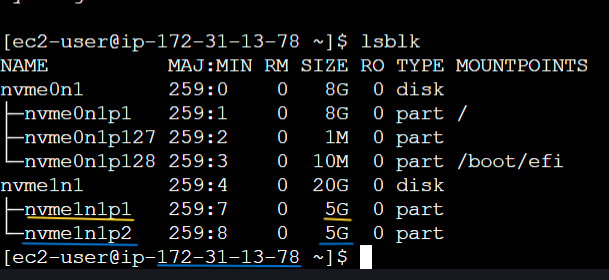 [ec2-user@ip-172-31-13-78 ~]$ lsblk
NAME          MAJ:MIN RM SIZE RO TYPE MOUNTPOINTS
nvme0n1       259:0    0   8G  0 disk
├─nvme0n1p1   259:1    0   8G  0 part /
├─nvme0n1p127 259:2    0   1M  0 part
└─nvme0n1p128 259:3    0  10M  0 part /boot/efi
nvme1n1       259:4    0  20G  0 disk
├─nvme1n1p1   259:7    0   5G  0 part
└─nvme1n1p2   259:8    0   5G  0 part
[ec2-user@ip-172-31-13-78 ~]$